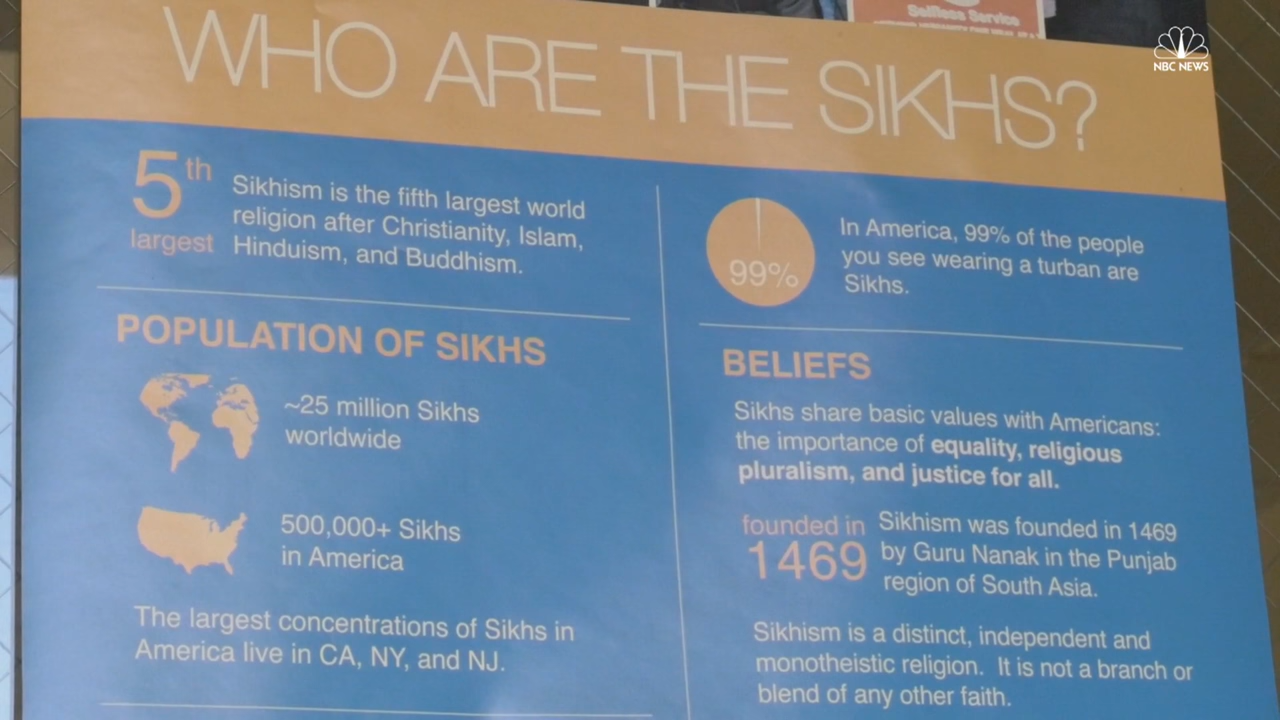 Selfless Service
NBC NEWS
WHO ARE THE SIKHS?
5th
largest
Sikhism is the fifth largest world
religion after Christianity, Islam,
Hinduism, and Buddhism.
POPULATION OF SIKHS
~25 million Sikhs
worldwide
500,000+ Sikhs
in America
The largest concentrations of Sikhs in
America live in CA, NY, and NJ.
99%
In America, 99% of the people
you see wearing a turban are
Sikhs.
BELIEFS
Sikhs share basic values with Americans:
the importance of equality, religious
pluralism, and justice for all.
founded in
1469
Sikhism was founded in 1469
by Guru Nanak in the Punjab
region of South Asia.
Sikhism is a distinct, independent and
monotheistic religion. It is not a branch or
blend of any other faith.